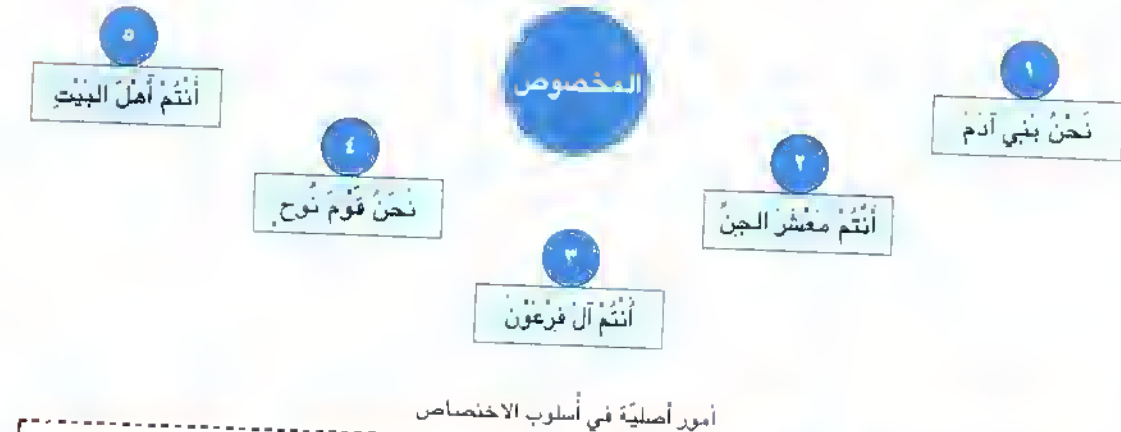 المخصوص
١
نَحْنُ بَنِي آدَمَ
٢
أَنْتُمْ مَعْشَرَ الجِنِّ
٣
أَنْتُمْ آلَ فِرْعَوْنَ
٤
نَحْنُ قَوْمَ نُوحٍ
٥
أَنْتُمْ أَهْلَ البَيْتِ
أمور أصليّة في أسلوب الاختصاص